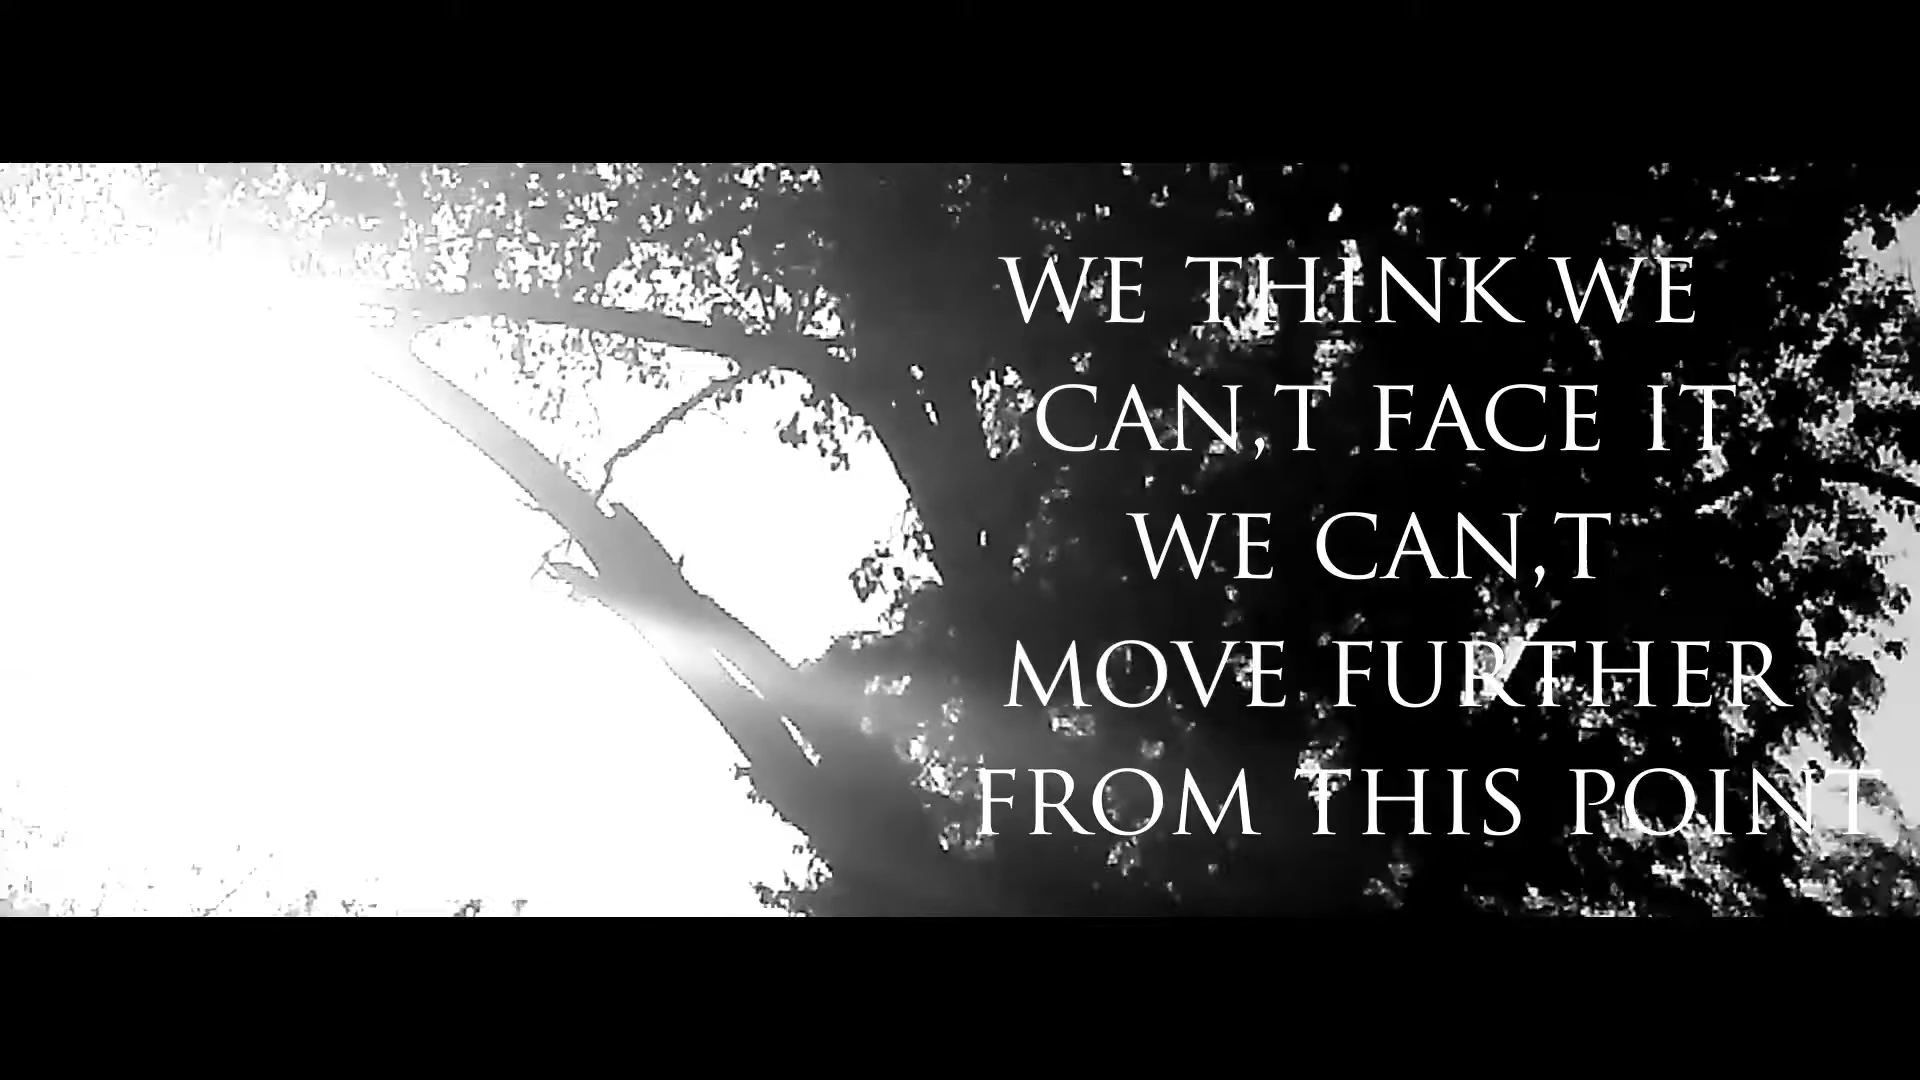 WE THINK WE
CAN,T FACE IT
WE CAN,T
MOVE FURTHER
FROM THIS POINT